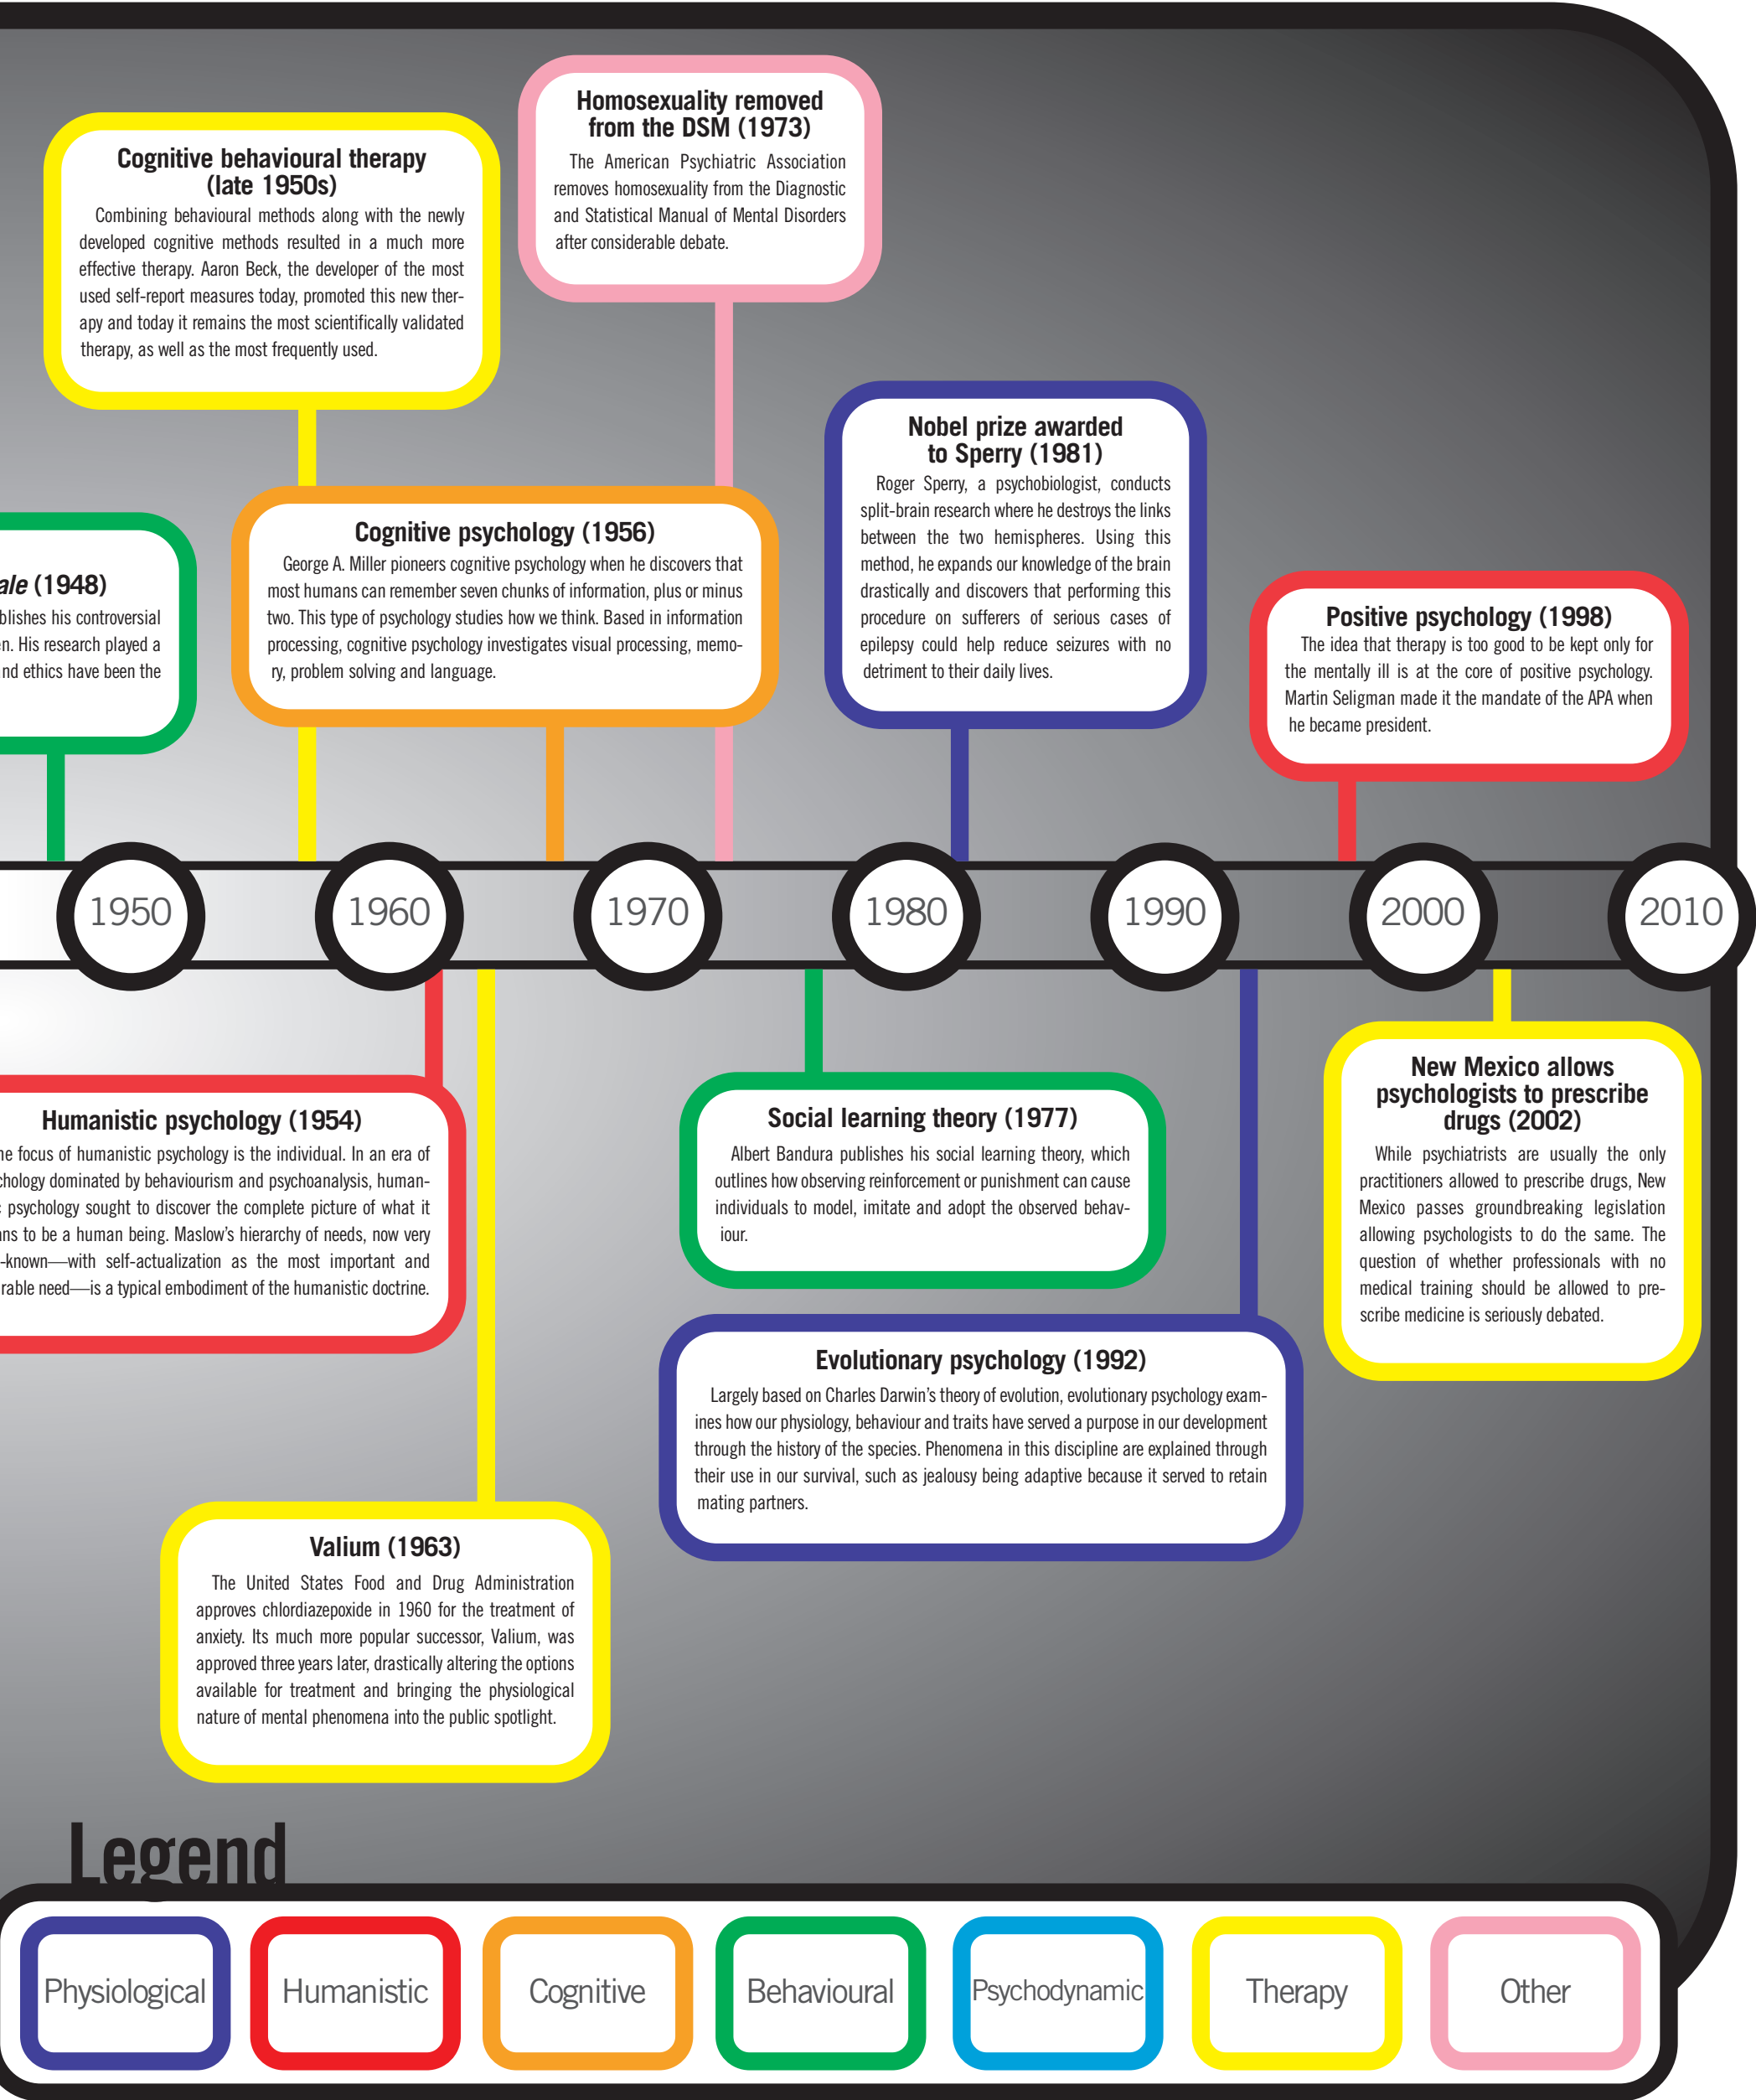 Homosexuality removed
from the DSM (1973)
The American Psychiatric Association
removes homosexuality from the Diagnostic
and Statistical Manual of Mental Disorders
after considerable debate.
Cognitive behavioural therapy
(late 1950s)
Combining behavioural methods along with the newly
developed cognitive methods resulted in a much more
effective therapy. Aaron Beck, the developer of the most
used self-report measures today, promoted this new ther-
apy and today it remains the most scientifically validated
therapy, as well as the most frequently used.
Nobel prize awarded
to Sperry (1981)
Roger Sperry, a psychobiologist, conducts
split-brain research where he destroys the links
between the two hemispheres. Using this
method, he expands our knowledge of the brain
drastically and discovers that performing this
procedure on sufferers of serious cases of
epilepsy could help reduce seizures with no
detriment to their daily lives.
Cognitive psychology (1956)
George A. Miller pioneers cognitive psychology when he discovers that
most humans can remember seven chunks of information, plus or minus
two. This type of psychology studies how we think. Based in information
processing, cognitive psychology investigates visual processing, memo-
ry, problem solving and language.
ale (1948)
blishes his controversial
en. His research played a
nd ethics have been the
Positive psychology (1998)
The idea that therapy is too good to be kept only for
the mentally ill is at the core of positive psychology.
Martin Seligman made it the mandate of the APA when
he became president.
1950
1960
1970
1980
1990
2000
2010
Humanistic psychology (1954)
he focus of humanistic psychology is the individual. In an era of
chology dominated by behaviourism and psychoanalysis, human-
c psychology sought to discover the complete picture of what it
ans to be a human being. Maslow's hierarchy of needs, now very
-known—with self-actualization as the most important and
rable need—is a typical embodiment of the humanistic doctrine.
Social learning theory (1977)
Albert Bandura publishes his social learning theory, which
outlines how observing reinforcement or punishment can cause
individuals to model, imitate and adopt the observed behav-
iour.
New Mexico allows
psychologists to prescribe
drugs (2002)
While psychiatrists are usually the only
practitioners allowed to prescribe drugs, New
Mexico passes groundbreaking legislation
allowing psychologists to do the same. The
question of whether professionals with no
medical training should be allowed to pre-
scribe medicine is seriously debated.
Evolutionary psychology (1992)
Largely based on Charles Darwin's theory of evolution, evolutionary psychology exam-
ines how our physiology, behaviour and traits have served a purpose in our development
through the history of the species. Phenomena in this discipline are explained through
their use in our survival, such as jealousy being adaptive because it served to retain
mating partners.
Valium (1963)
The United States Food and Drug Administration
approves chlordiazepoxide in 1960 for the treatment of
anxiety. Its much more popular successor, Valium, was
approved three years later, drastically altering the options
available for treatment and bringing the physiological
nature of mental phenomena into the public spotlight.
Legend
Physiological
Humanistic
Cognitive
Behavioural
Psychodynamic
Therapy
Other